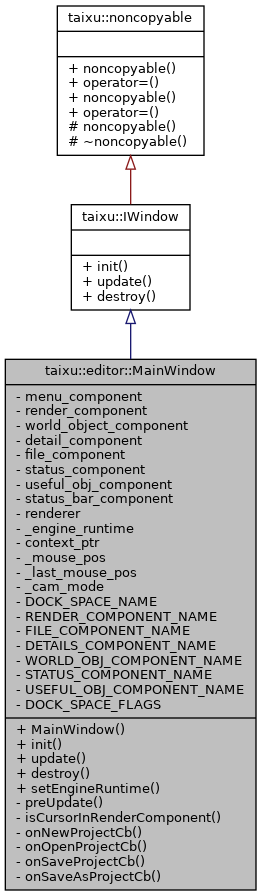 taixu::noncopyable
+ noncopyable()
+ operator=()
+ noncopyable()
+ operator=()
# noncopyable()
# ~noncopyable()
taixu::IWindow
+ init()
+ update()
+ destroy()
taixu::editor::MainWindow
- menu_component
- render_component
- world_object_component
- detail_component
- file_component
- status_component
- useful_obj_component
- status_bar_component
- renderer
- _engine_runtime
- context_ptr
- _mouse_pos
- _last_mouse_pos
- _cam_mode
- DOCK_SPACE_NAME
- RENDER_COMPONENT_NAME
- FILE_COMPONENT_NAME
- DETAILS_COMPONENT_NAME
- WORLD_OBJ_COMPONENT_NAME
- STATUS_COMPONENT_NAME
- USEFUL_OBJ_COMPONENT_NAME
- DOCK_SPACE_FLAGS
+ MainWindow()
+ init()
+ update()
+ destroy()
+ setEngineRuntime()
- preUpdate()
- isCursorInRenderComponent()
- onNewProjectCb()
- onOpenProjectCb()
- onSaveProjectCb()
- onSaveAsProjectCb()